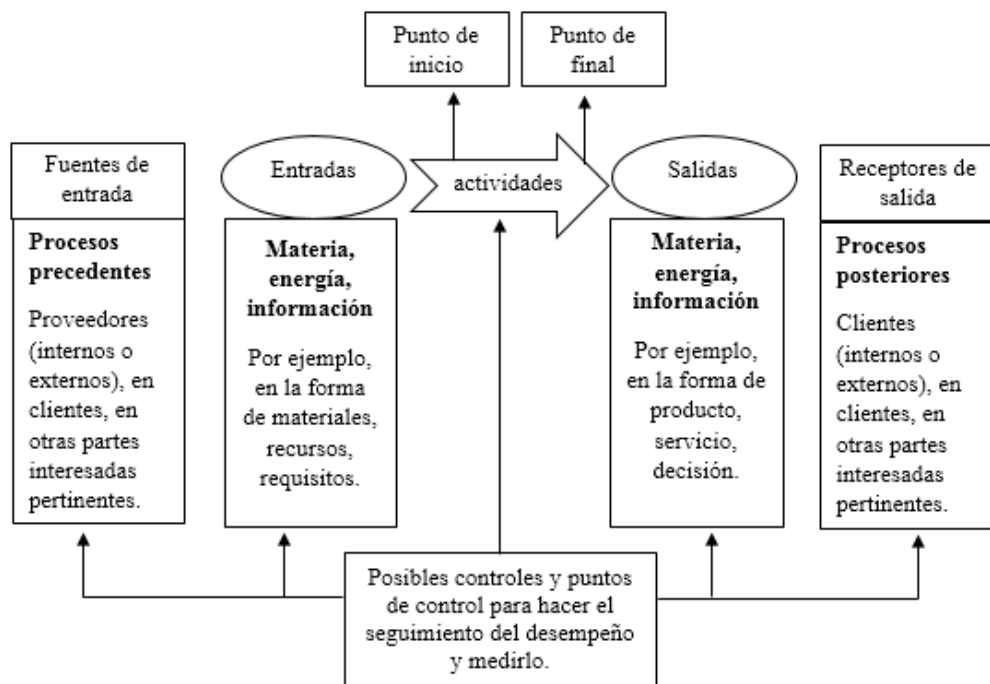 Punto de
inicio
Punto de
final
Fuentes de
entrada
Procesos
precedentes
Proveedores
(internos o
externos), en
clientes, en
otras partes
interesadas
pertinentes.
Entradas
Materia,
energía,
información
Por ejemplo,
en la forma
de materiales,
recursos,
requisitos.
actividades
Salidas
Materia,
energía,
información
Por ejemplo,
en la forma de
producto,
servicio,
decisión.
Receptores de
salida
Procesos
posteriores
Clientes
(internos o
externos), en
clientes, en
otras partes
interesadas
pertinentes.
Posibles controles y puntos
de control para hacer el
seguimiento del desempeño
y medirlo.